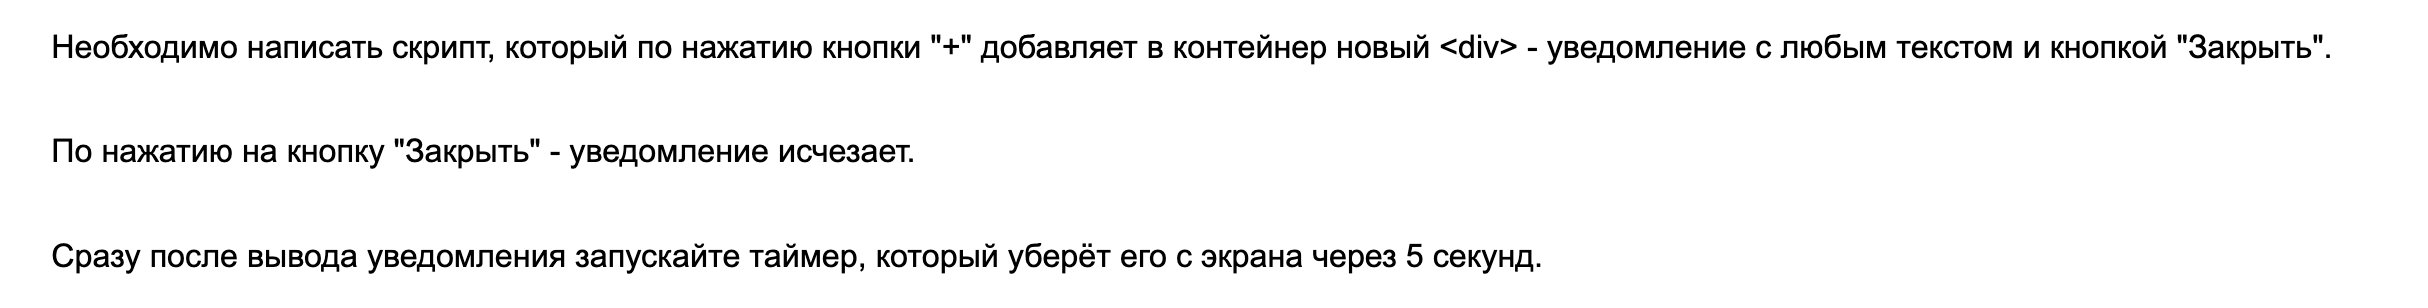 Необходимо написать скрипт, который по нажатию кнопки "+" добавляет в контейнер новый <div> - уведомление с любым текстом и кнопкой "Закрыть".
По нажатию на кнопку "Закрыть" - уведомление исчезает.
Сразу после вывода уведомления запускайте таймер, который уберёт его с экрана через 5 секунд.